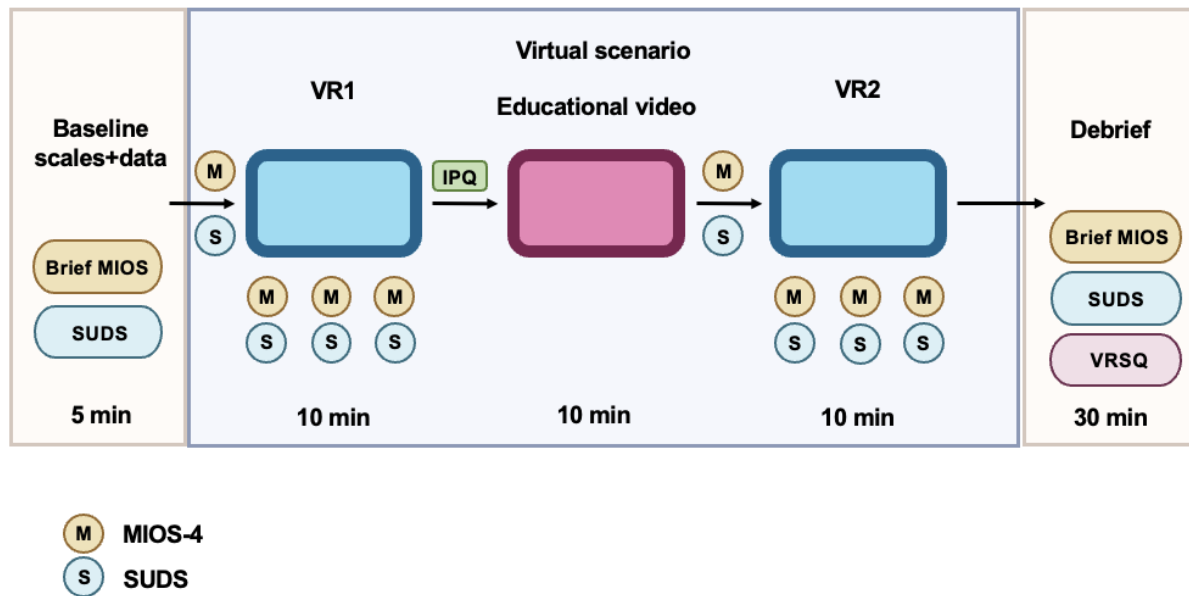 Virtual scenario
VR1
Educational video
VR2
Baseline
scales+data
Debrief
M
S
IPQ
M
S
Brief MIOS
SUDS
M M M
S S S
M M M
S S S
Brief MIOS
SUDS
VRSQ
5 min
10 min
10 min
10 min
30 min
M MIOS-4
S SUDS